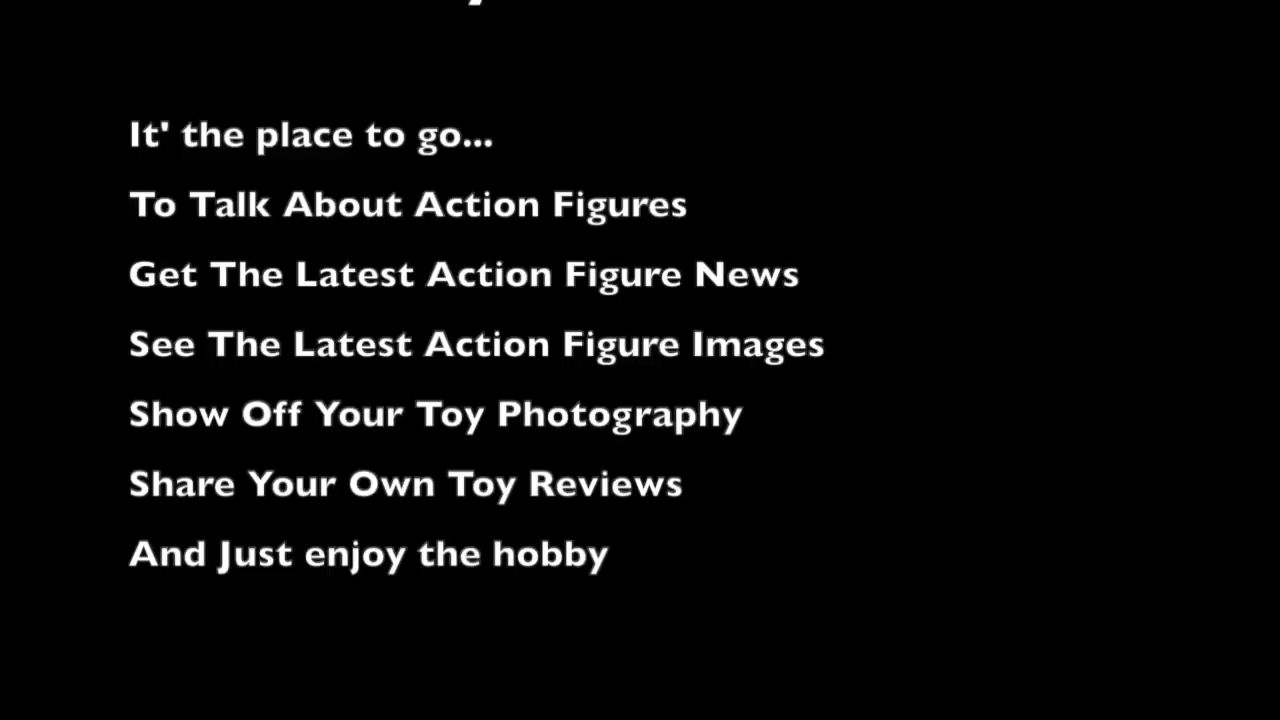 It' the place to go...
To Talk About Action Figures
Get The Latest Action Figure News
See The Latest Action Figure Images
Show Off Your Toy Photography
Share Your Own Toy Reviews
And Just enjoy the hobby